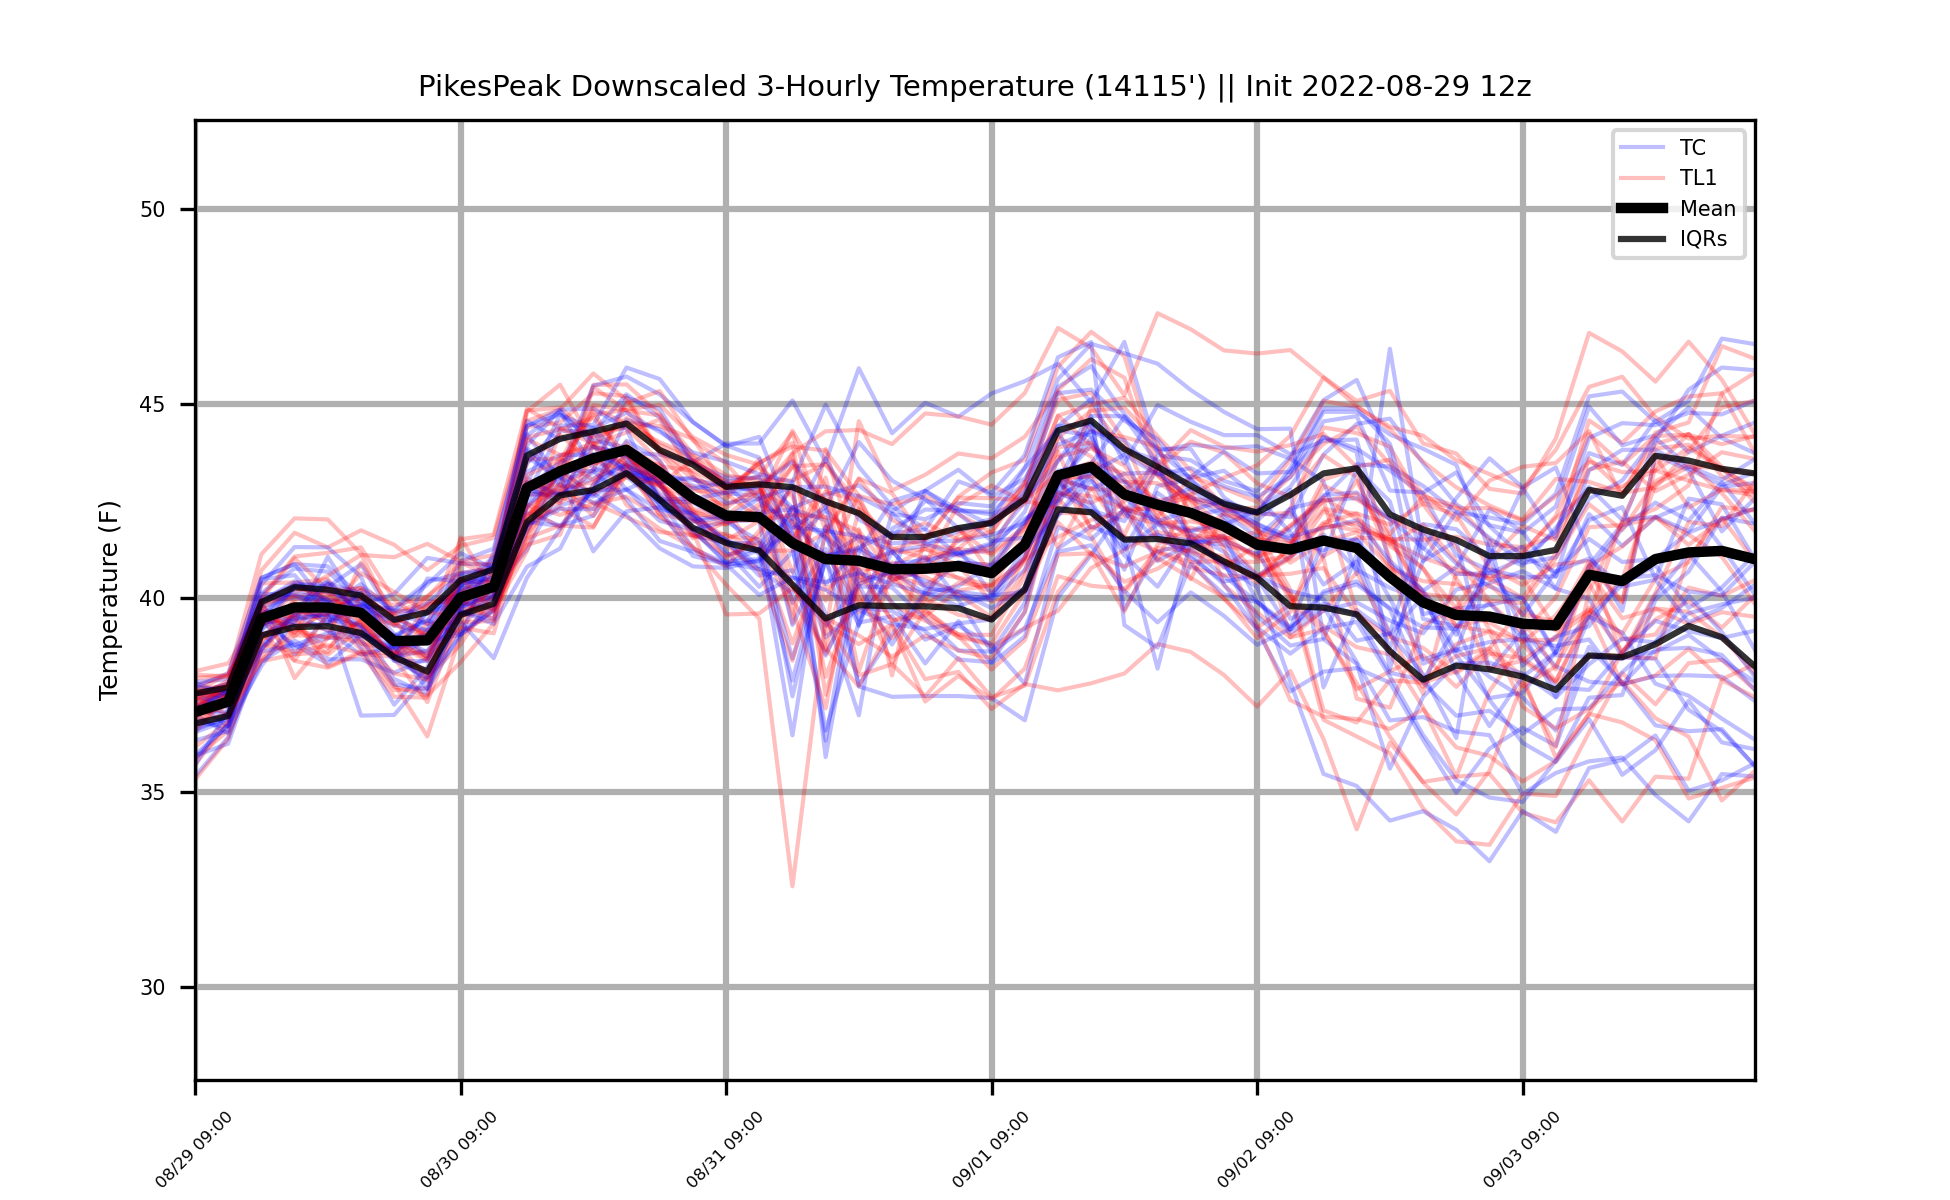 PikesPeak Downscaled 3-Hourly Temperature (14115') || Init 2022-08-29 12z
TC
TL1
Mean
IQRs
Temperature (F)
50
45
40
35
30
08/29 09:00
08/30 09:00
08/31 09:00
09/01 09:00
09/02 09:00
09/03 09:00